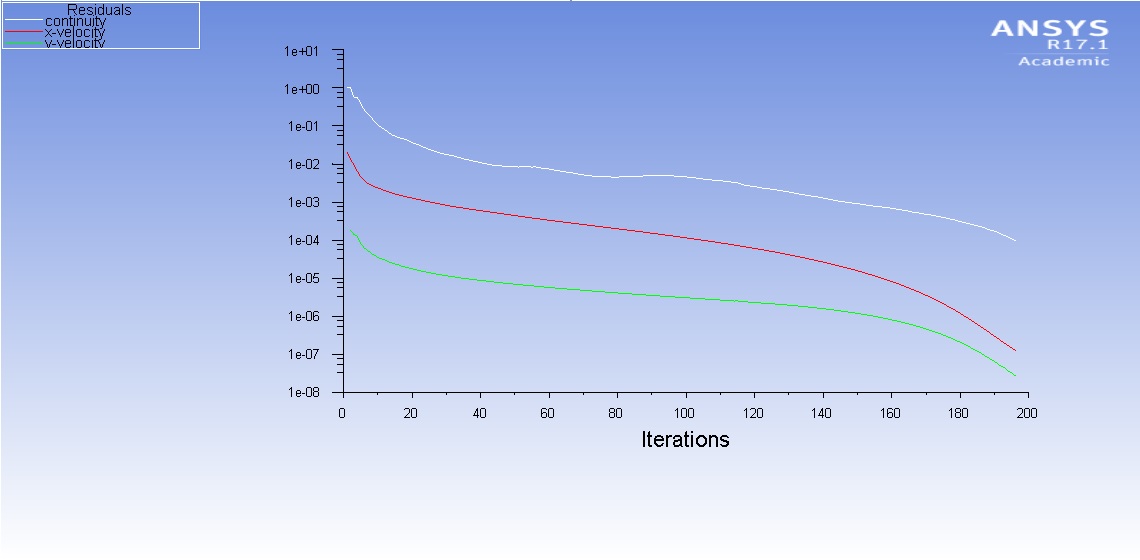 Residuals
continuity
x-velocity
y-velocity
ANSYS
R17.1
Academic
1e+01
1e+00
1e-01
1e-02
1e-03
1e-04
1e-05
1e-06
1e-07
1e-08
0 20 40 60 80 100 120 140 160 180 200
Iterations